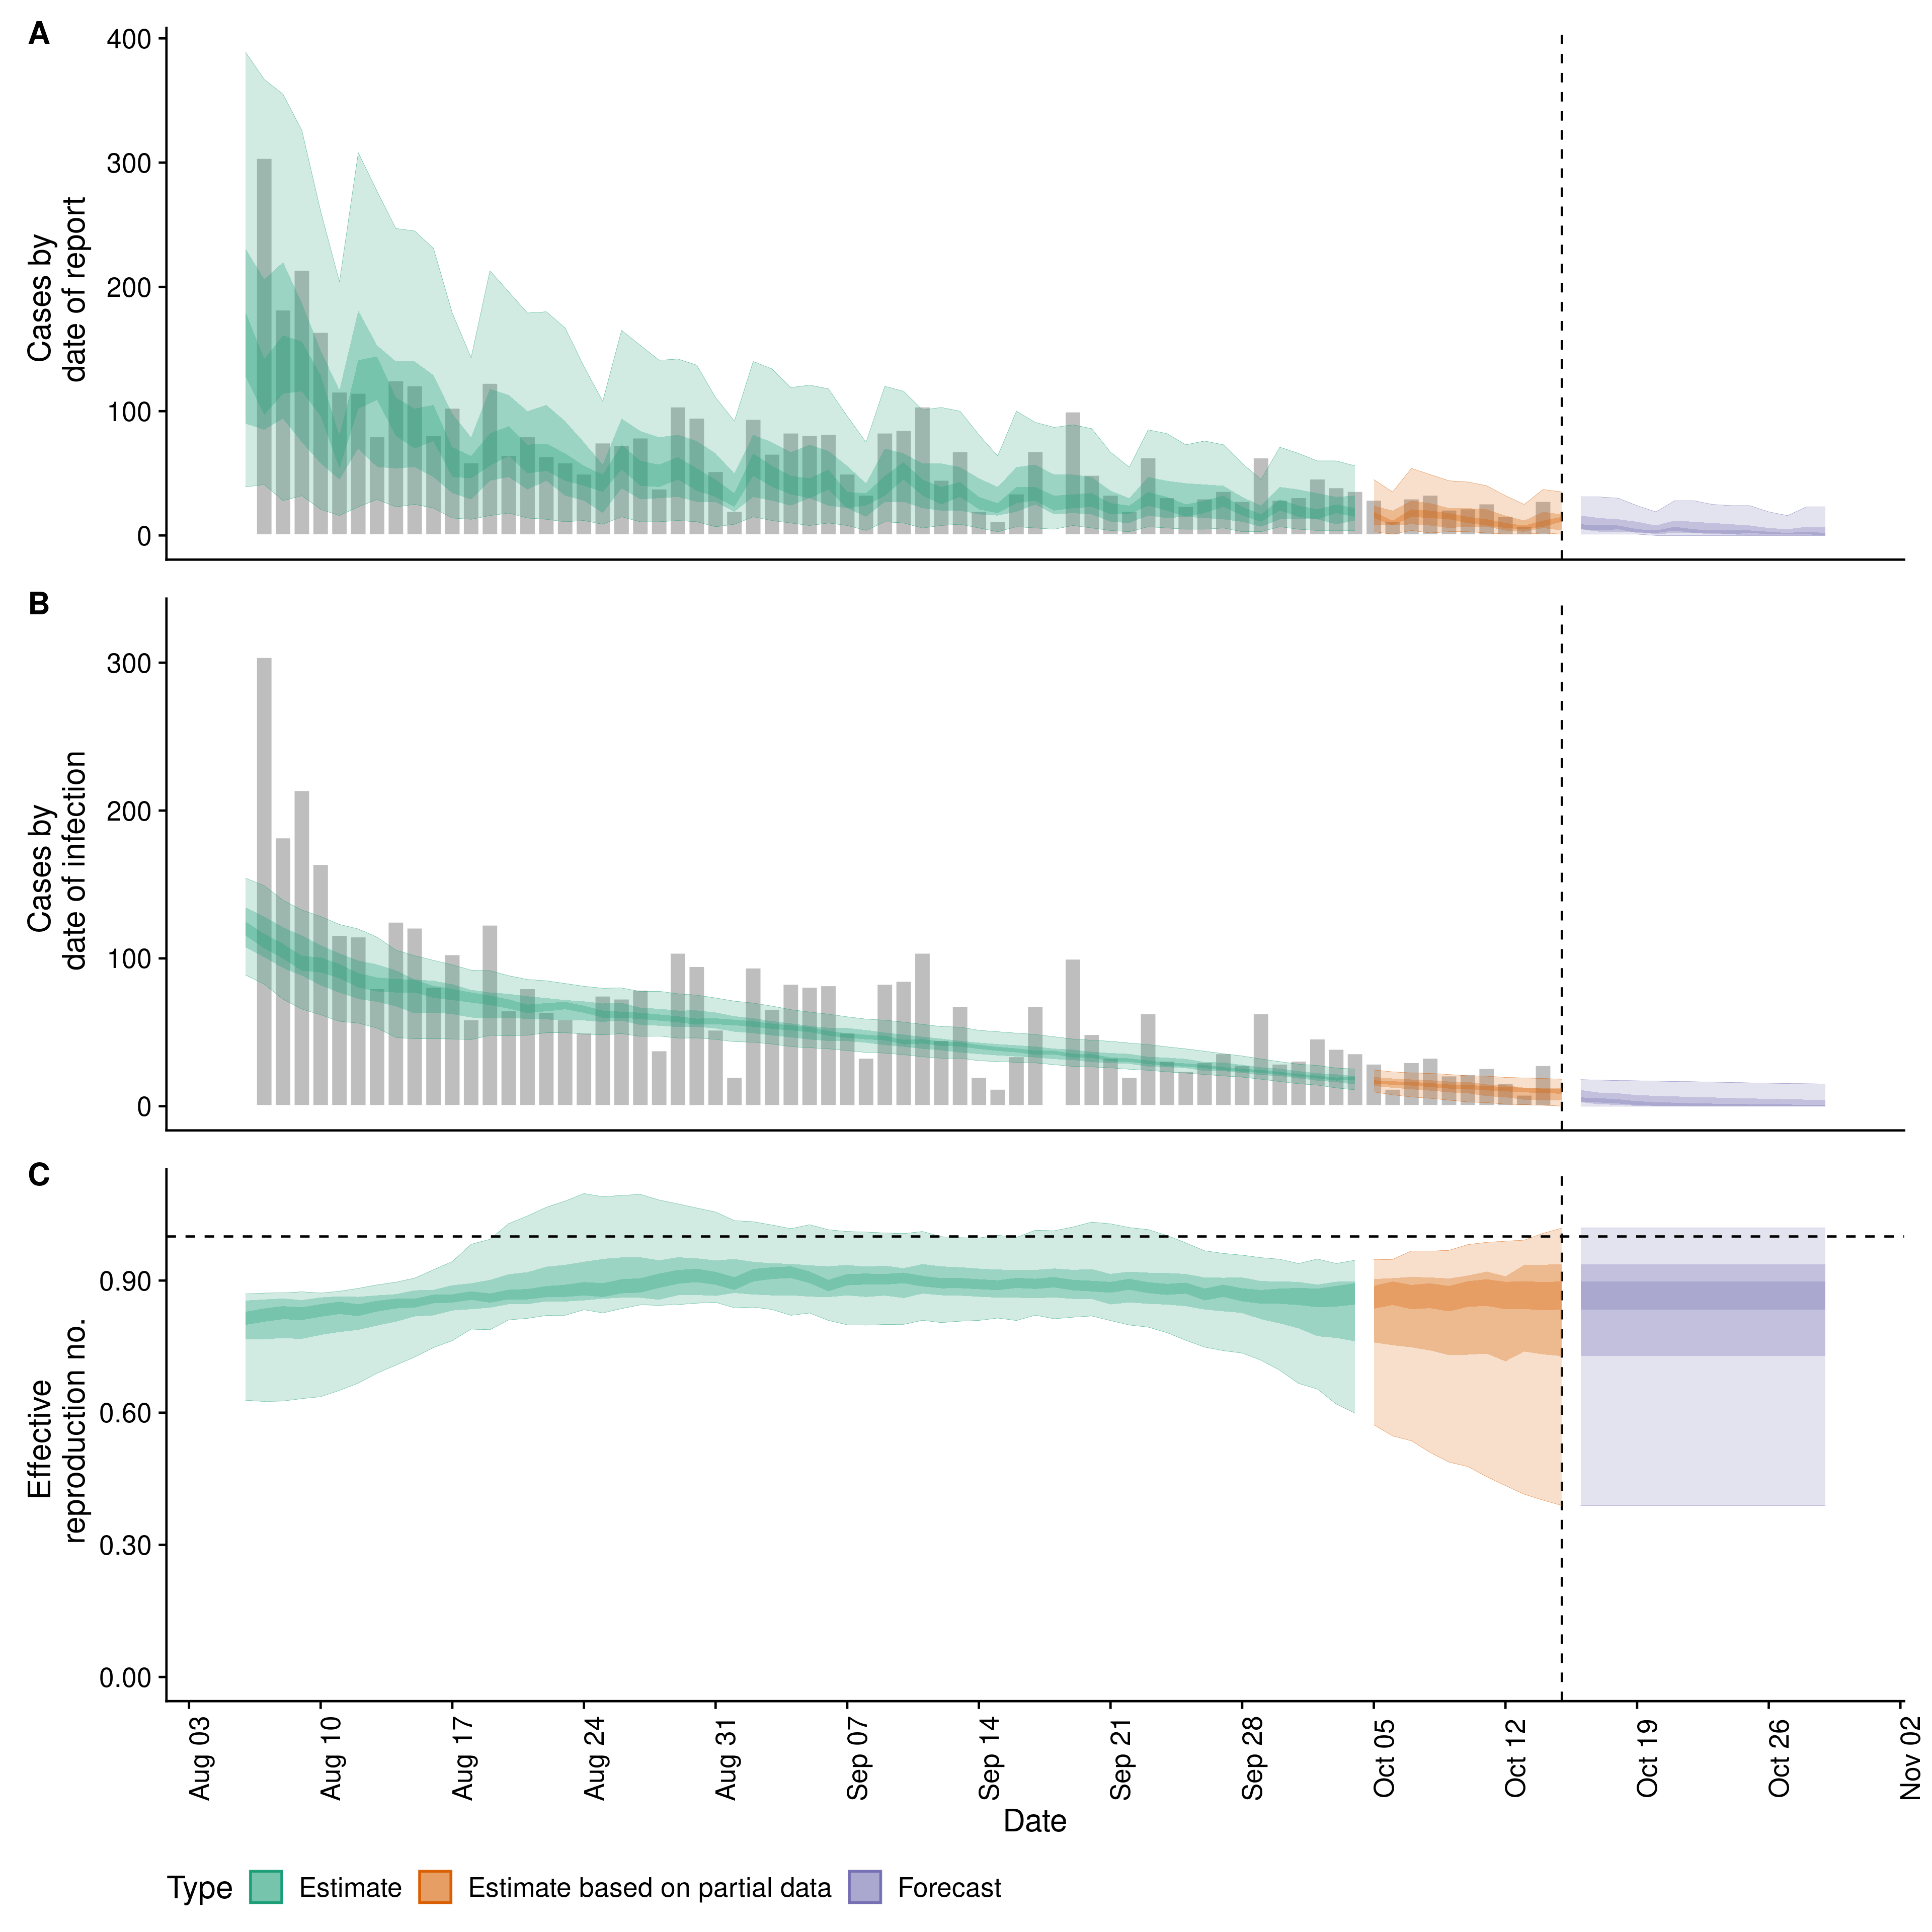 A
400
300
200
100
0
Cases by
date of report
B
300
200
100
0
Cases by
date of infection
C
0.90
0.60
0.30
0.00
Effective
reproduction no.
Aug 03
Aug 10
Aug 17
Aug 24
Aug 31
Sep 07
Sep 14
Sep 21
Sep 28
Oct 05
Oct 12
Oct 19
Oct 26
Nov 02
Date
Type Estimate Estimate based on partial data Forecast